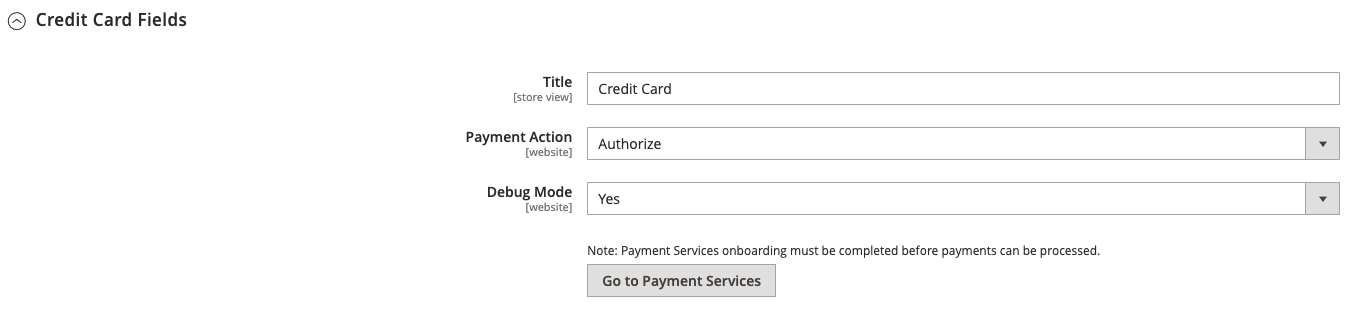 Credit Card Fields
Title
[store view]
Credit Card
Payment Action
[website]
Authorize
Debug Mode
[website]
Yes
Note: Payment Services onboarding must be completed before payments can be processed.
Go to Payment Services